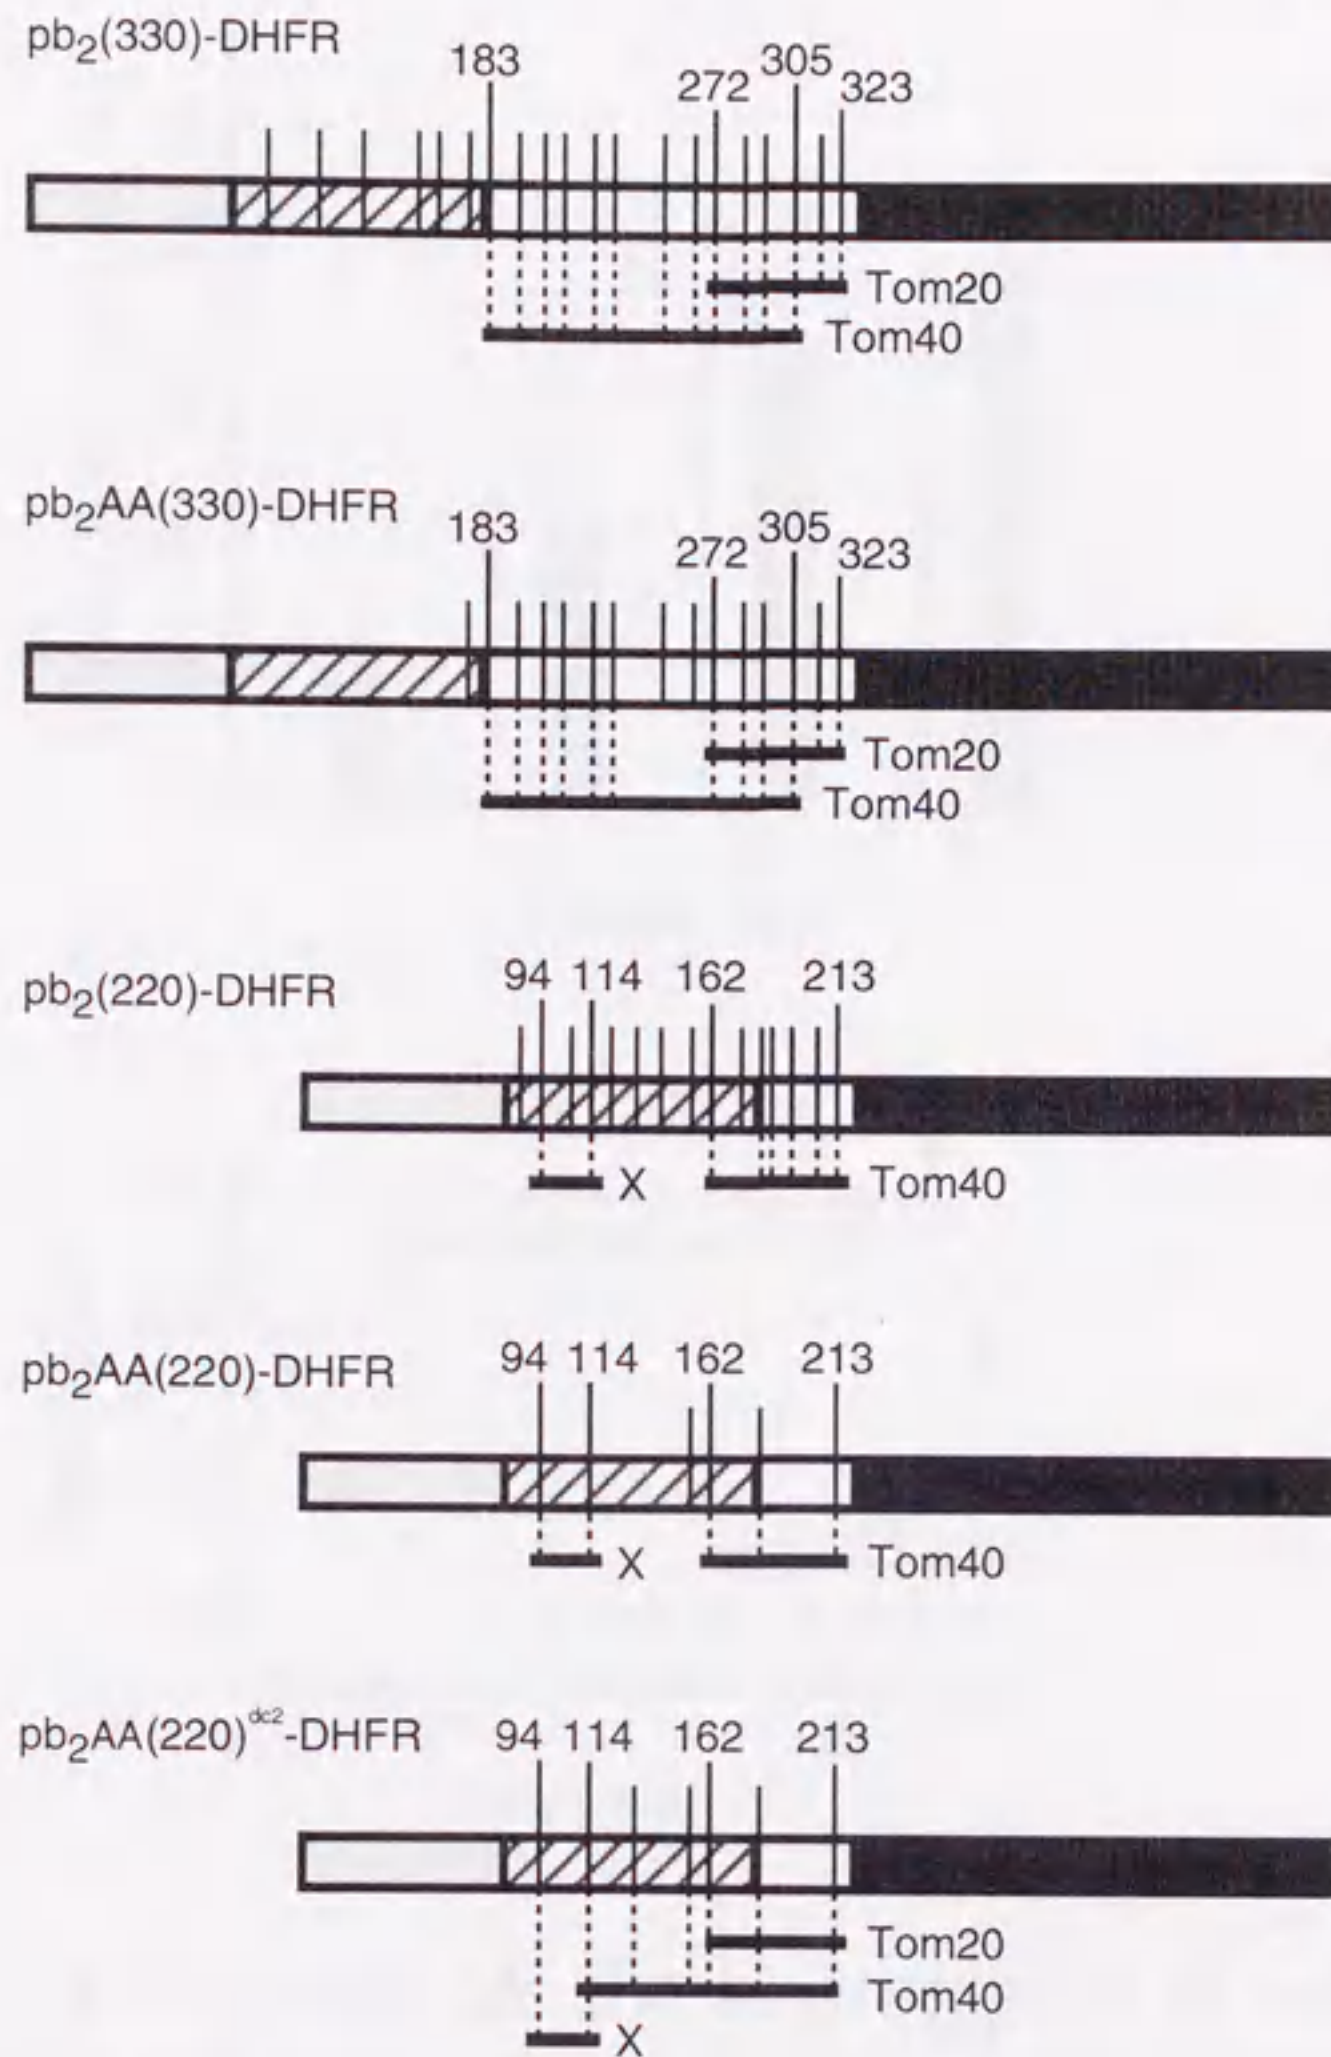 pb2(330)-DHFR
183
272
305
323
Tom20
Tom40
pb2AA(330)-DHFR
183
272
305
323
Tom20
Tom40
pb2(220)-DHFR
94 114 162 213
X
Tom40
pb2AA(220)-DHFR
94 114 162 213
X
Tom40
pb2AA(220)dc2-DHFR
94 114 162 213
Tom20
Tom40
X